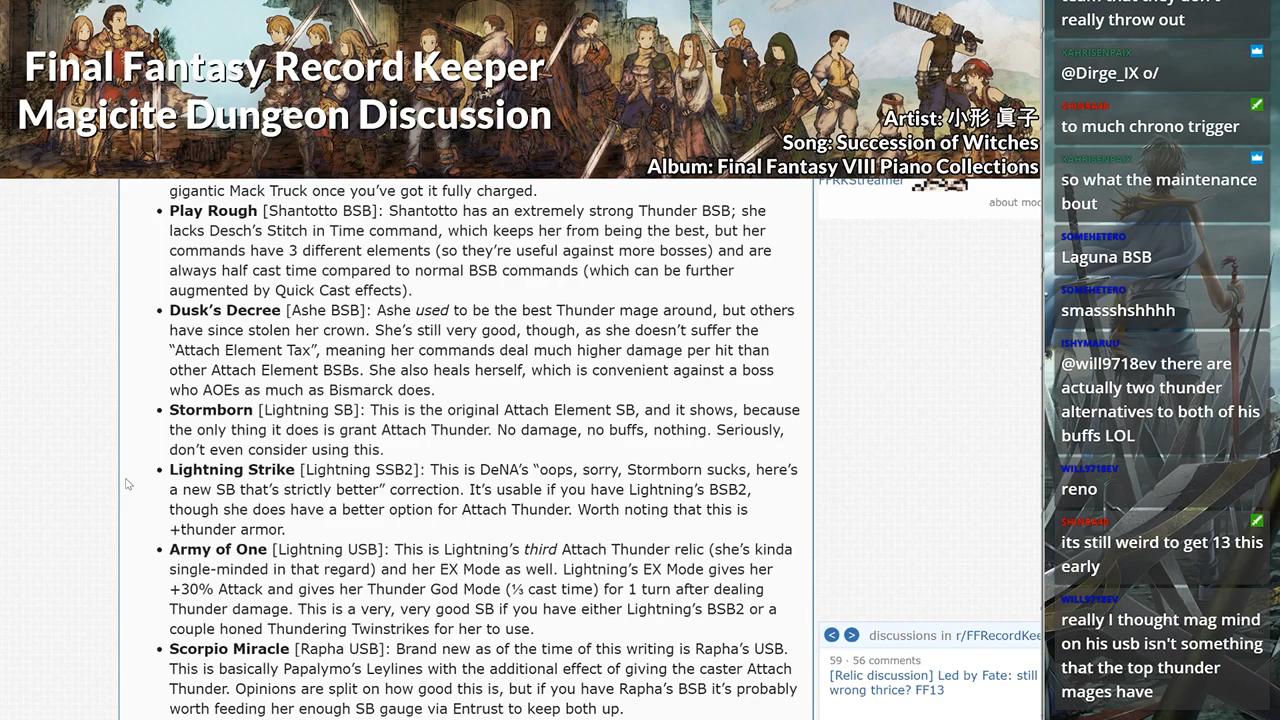 Final Fantasy Record Keeper
Magicite Dungeon Discussion
Artist: 小形 眞子
Song: Succession of Witches
Album: Final Fantasy VIII Piano Collections
gigantic Mack Truck once you’ve got it fully charged.
• Play Rough [Shantotto BSB]: Shantotto has an extremely strong Thunder BSB; she
lacks Desch’s Stitch in Time command, which keeps her from being the best, but her
commands have 3 different elements (so they’re useful against more bosses) and are
always half cast time compared to normal BSB commands (which can be further
augmented by Quick Cast effects).
• Dusk’s Decree [Ashe BSB]: Ashe used to be the best Thunder mage around, but others
have since stolen her crown. She’s still very good, though, as she doesn’t suffer the
“Attach Element Tax”, meaning her commands deal much higher damage per hit than
other Attach Element BSBs. She also heals herself, which is convenient against a boss
who AOEs as much as Bismarck does.
• Stormborn [Lightning SB]: This is the original Attach Element SB, and it shows, because
the only thing it does is grant Attach Thunder. No damage, no buffs, nothing. Seriously,
don’t even consider using this.
• Lightning Strike [Lightning SSB2]: This is DeNA’s “oops, sorry, Stormborn sucks, here’s
a new SB that’s strictly better” correction. It’s usable if you have Lightning’s BSB2,
though she does have a better option for Attach Thunder. Worth noting that this is
+thunder armor.
• Army of One [Lightning USB]: This is Lightning’s third Attach Thunder relic (she’s kinda
single-minded in that regard) and her EX Mode as well. Lightning’s EX Mode gives her
+30% Attack and gives her Thunder God Mode (⅓ cast time) for 1 turn after dealing
Thunder damage. This is a very, very good SB if you have either Lightning’s BSB2 or a
couple honed Thundering Twinstrikes for her to use.
• Scorpio Miracle [Rapha USB]: Brand new as of the time of this writing is Rapha’s USB.
This is basically Papalymo’s Leylines with the additional effect of giving the caster Attach
Thunder. Opinions are split on how good this is, but if you have Rapha’s BSB it’s probably
worth feeding her enough SB gauge via Entrust to keep both up.
FFRKStreamer
about mod
< > discussions in r/FFRecordKee
59 · 56 comments
[Relic discussion] Led by Fate: still
wrong thrice? FF13
team that they don't
really throw out
XAHRISENPAIX
@Dirge_IX o/
SHINRA40
to much chrono trigger
XAHRISENPAIX
so what the maintenance
bout
SOMEHETERO
Laguna BSB
SOMEHETERO
smassshshhhh
ISHYMARUU
@will9718ev there are
actually two thunder
alternatives to both of his
buffs LOL
WILL9718EV
reno
SHINRA40
its still weird to get 13 this
early
WILL9718EV
really I thought mag mind
on his usb isn't something
that the top thunder
mages have